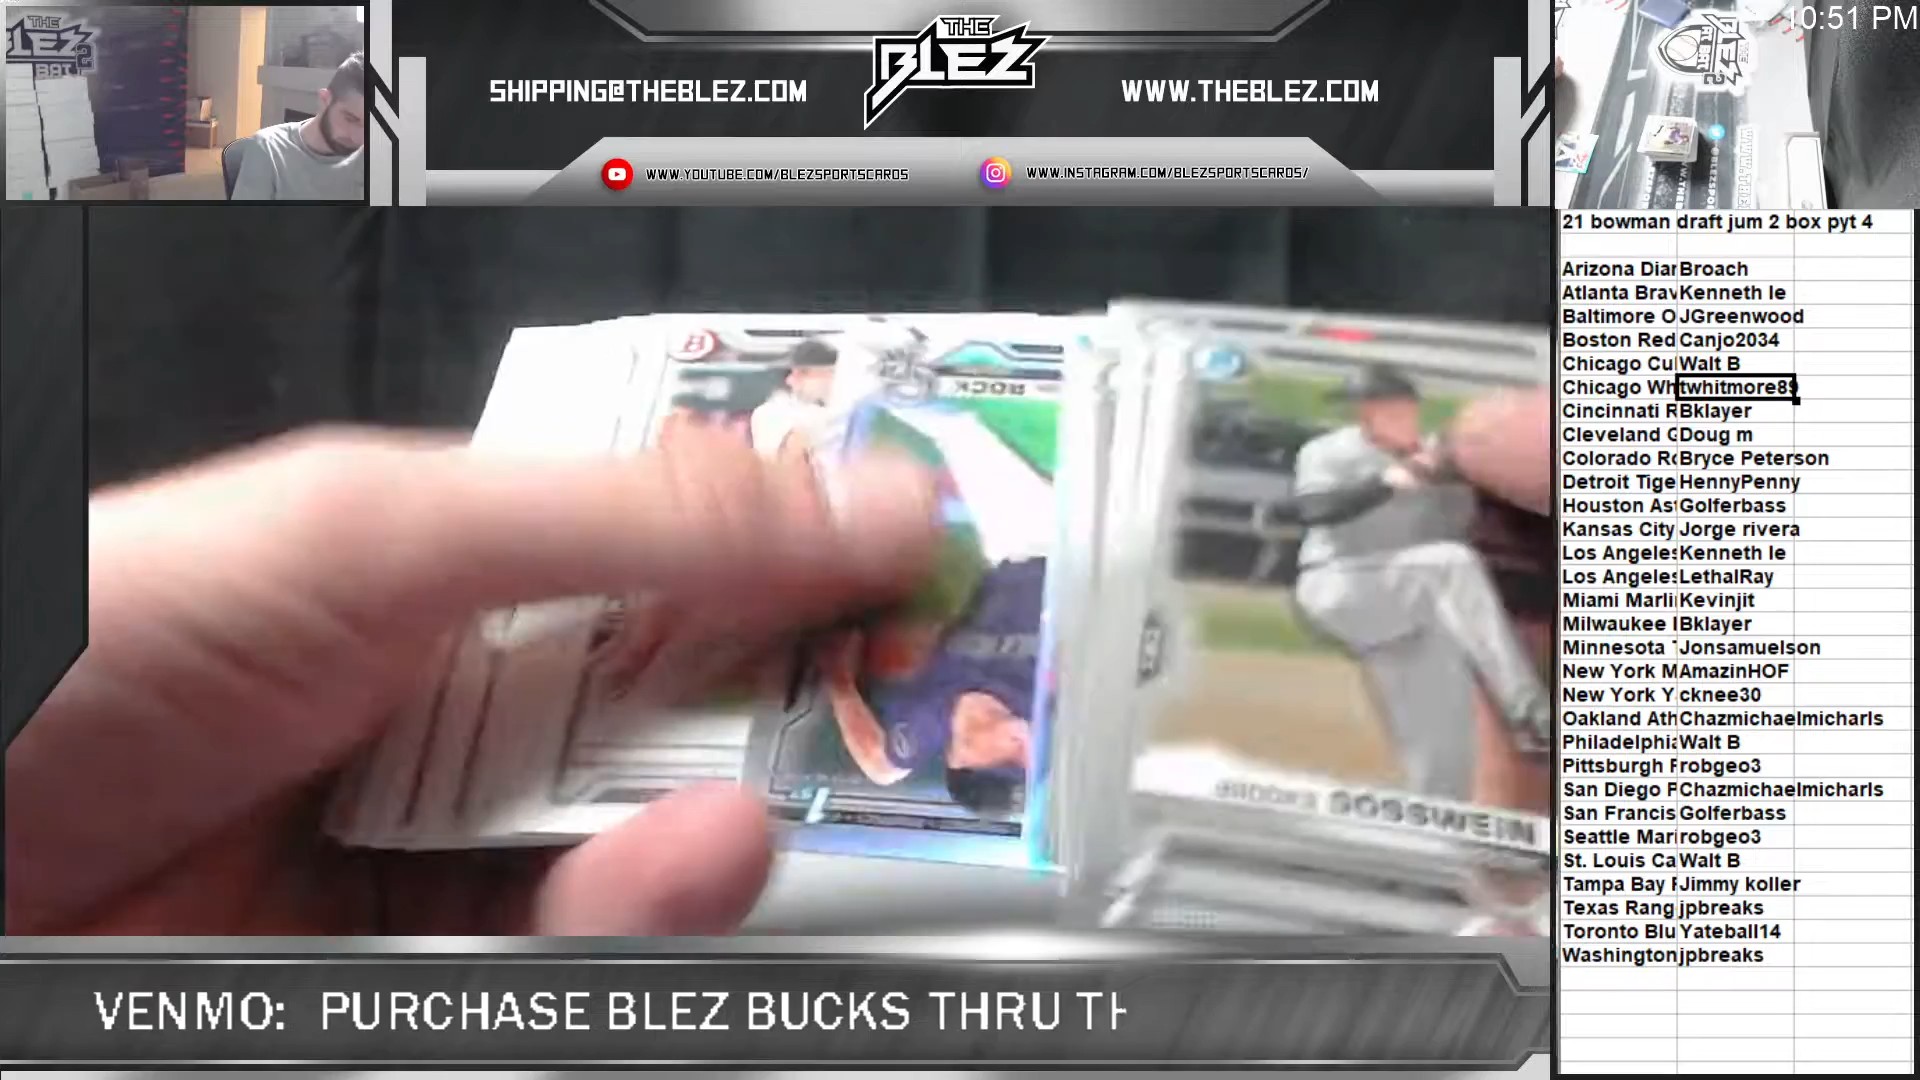 THE BLEZ
SHIPPING@THEBLEZ.COM
WWW.THEBLEZ.COM
WWW.YOUTUBE.COM/BLEZSPORTSCARDS
WWW.INSTAGRAM.COM/BLEZSPORTSCARDS/
10:51 PM
21 bowman draft jum 2 box pyt 4
Arizona Diar Broach
Atlanta Brav Kenneth le
Baltimore O JGreenwood
Boston Red Canjo2034
Chicago Cul Walt B
Chicago Wh twhitmore89
Cincinnati R Bklayer
Cleveland G Doug m
Colorado Ro Bryce Peterson
Detroit Tige HennyPenny
Houston Ast Golferbass
Kansas City Jorge rivera
Los Angeles Kenneth le
Los Angeles LethalRay
Miami Marli Kevinjit
Milwaukee Bklayer
Minnesota Jonsamuelson
New York M AmazinHOF
New York Y cknee30
Oakland Ath Chazmichaelmicharls
Philadelphia Walt B
Pittsburgh P robgeo3
San Diego P Chazmichaelmicharls
San Francis Golferbass
Seattle Mari robgeo3
St. Louis Ca Walt B
Tampa Bay Jimmy koller
Texas Rang jpbreaks
Toronto Blu Yateball14
Washington jpbreaks
ROCK
GOSSWEIN
VENMO: PURCHASE BLEZ BUCKS THRU TH